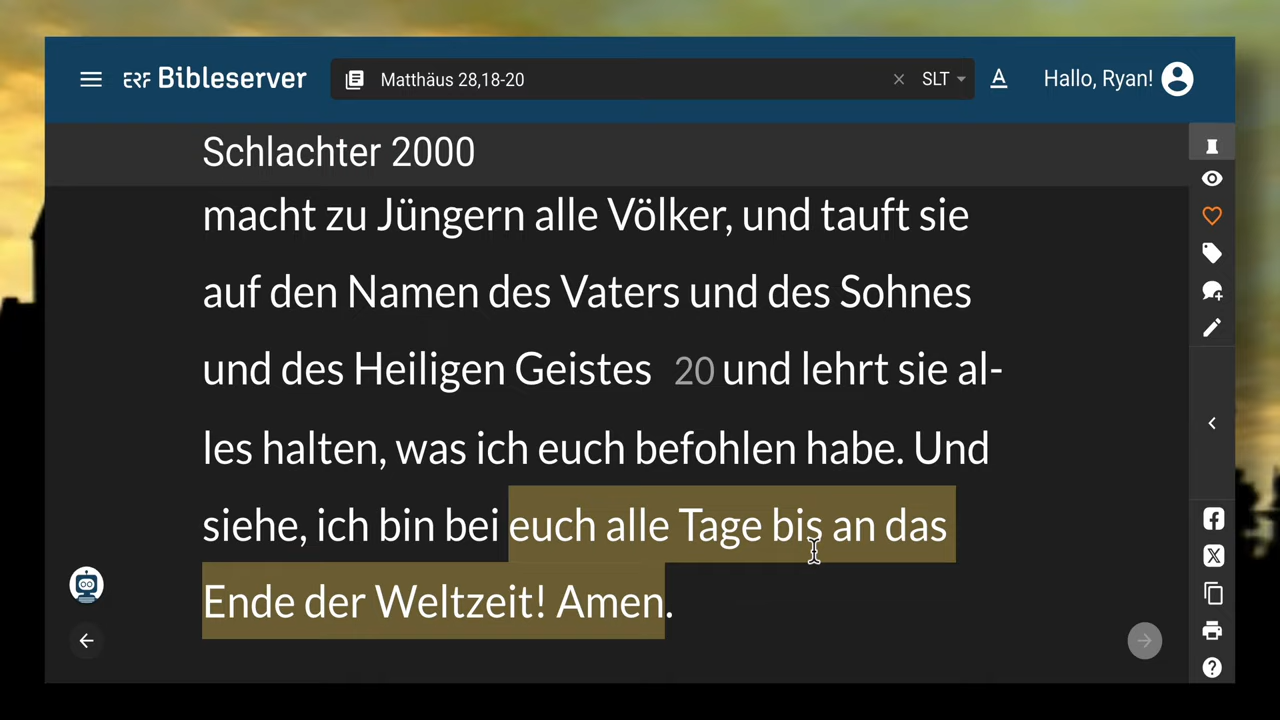 ERF Bibleserver
Matthäus 28,18-20
SLT
A
Hallo, Ryan!
Schlachter 2000
macht zu Jüngern alle Völker, und tauft sie
auf den Namen des Vaters und des Sohnes
und des Heiligen Geistes 20 und lehrt sie al-
les halten, was ich euch befohlen habe. Und
siehe, ich bin bei euch alle Tage bis an das
Ende der Weltzeit! Amen.